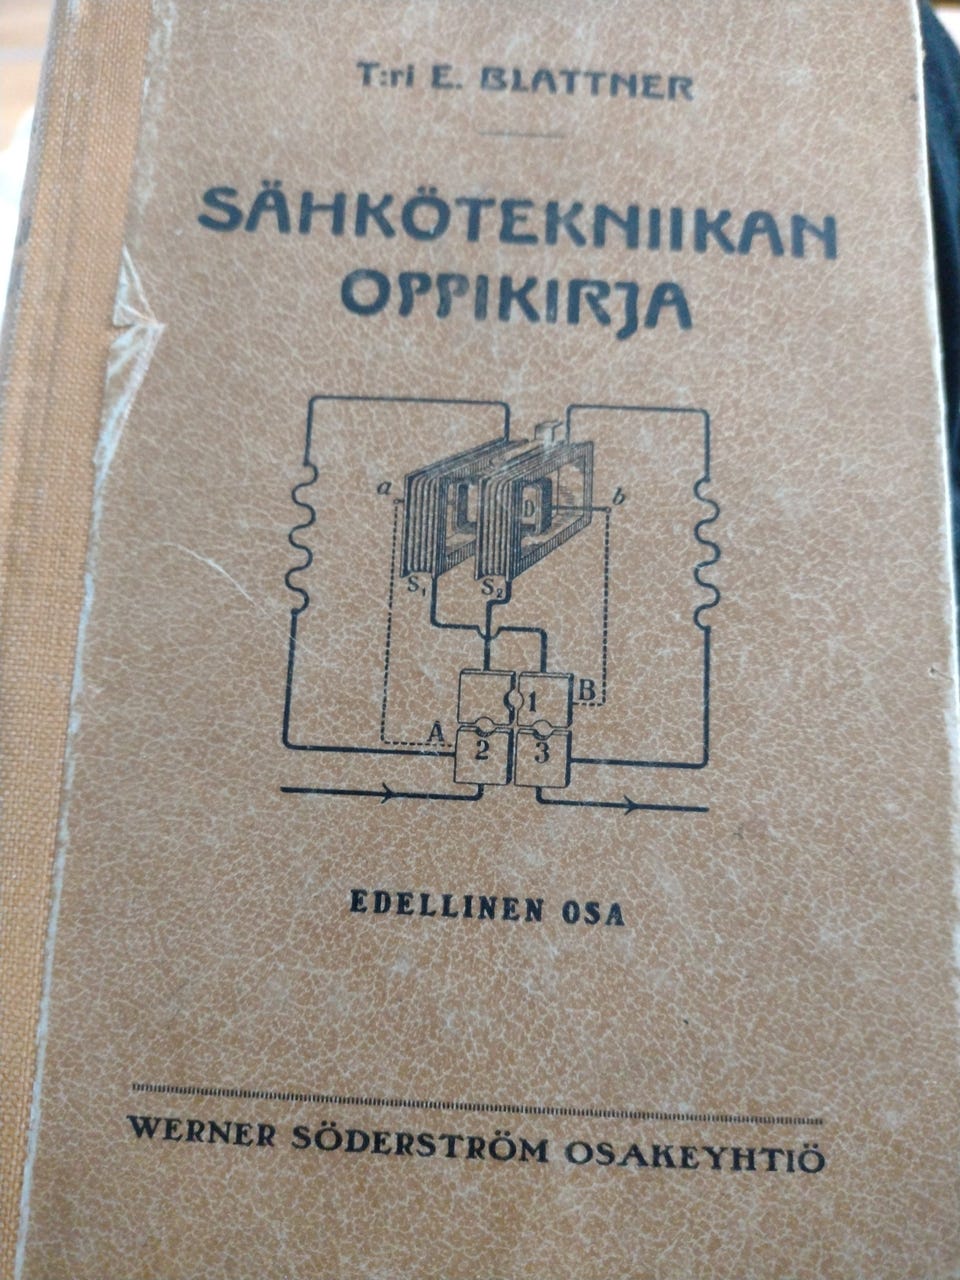 T:ri E. BLATTNER
SÄHKÖTEKNIIKAN
OPPIKIRJA
a
b
D
S₁
S₂
1
B
A
2
3
EDELLINEN OSA
WERNER SÖDERSTRÖM OSAKEYHTIÖ